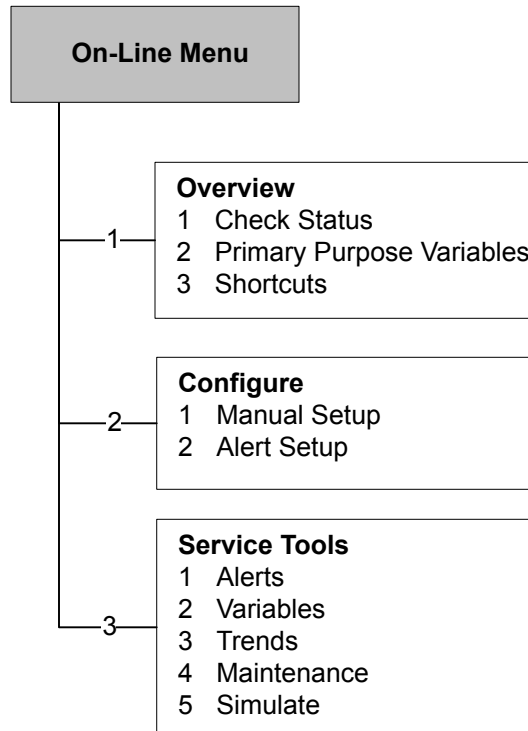 On-Line Menu
1
Overview
1 Check Status
2 Primary Purpose Variables
3 Shortcuts
2
Configure
1 Manual Setup
2 Alert Setup
3
Service Tools
1 Alerts
2 Variables
3 Trends
4 Maintenance
5 Simulate